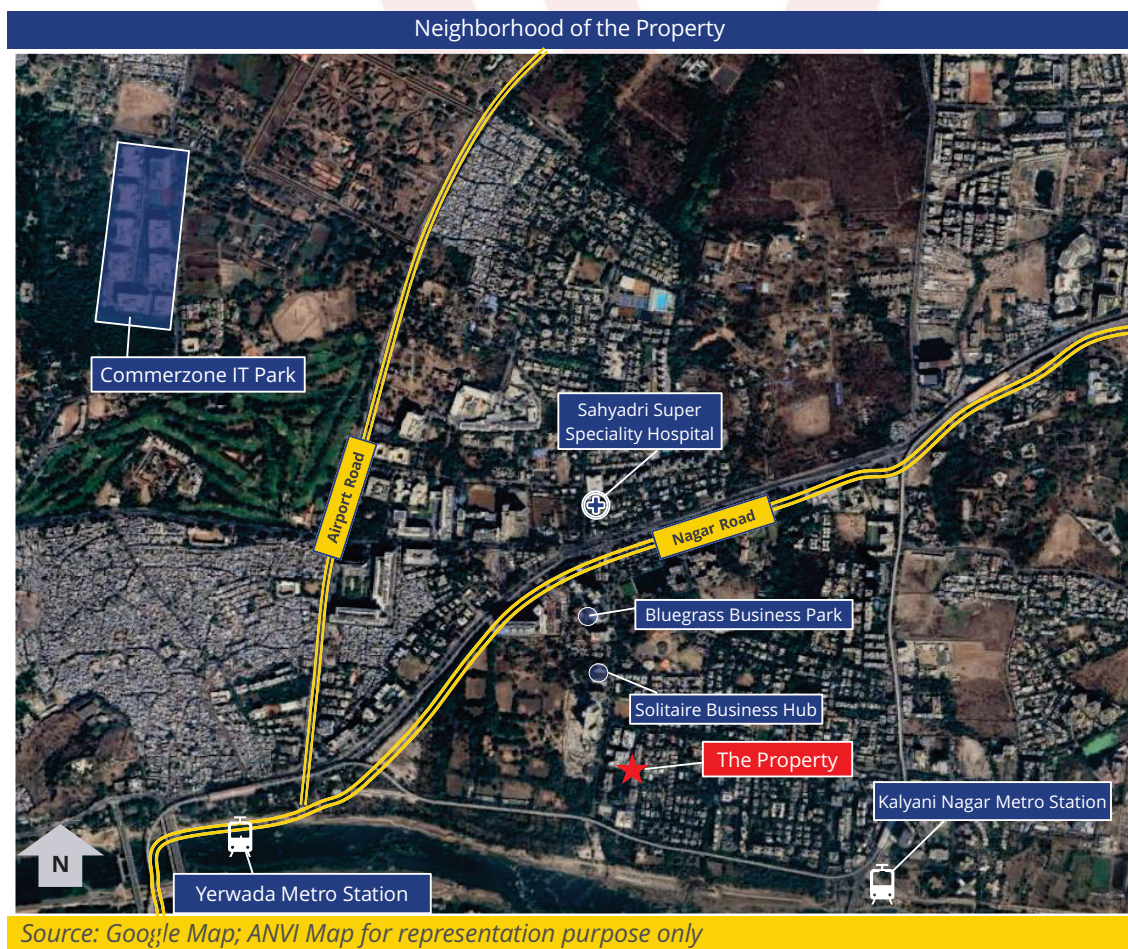 Neighborhood of the Property
Commerzone IT Park
Sahyadri Super
Speciality Hospital
Airport Road
Nagar Road
Bluegrass Business Park
Solitaire Business Hub
The Property
Kalyani Nagar Metro Station
N
Yerwada Metro Station
Source: Google Map; ANVI Map for representation purpose only